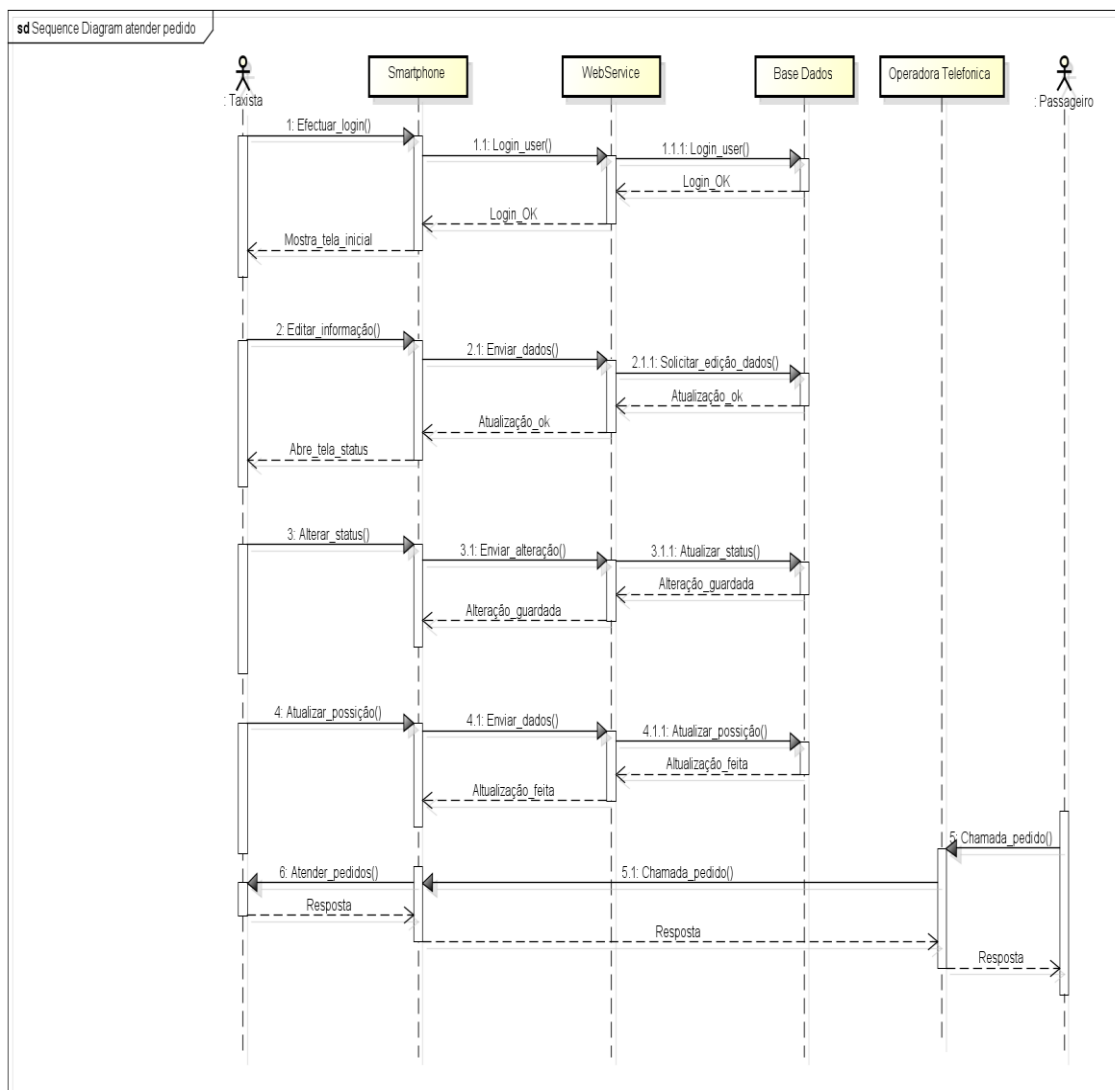 sd Sequence Diagram atender pedido
Smartphone
WebService
Base Dados
Operadora Telefonica
: Taxista
: Passageiro
1: Efectuar_login()
1.1: Login_user()
1.1.1: Login_user()
Login_OK
Login_OK
Mostra_tela_inicial
2: Editar_informação()
2.1: Enviar_dados()
2.1.1: Solicitar_edição_dados()
Atualização_ok
Atualização_ok
Abre_tela_status
3: Alterar_status()
3.1: Enviar_alteração()
3.1.1: Atualizar_status()
Alteração_guardada
Alteração_guardada
4: Atualizar_possição()
4.1: Enviar_dados()
4.1.1: Atualizar_possição()
Altualização_feita
Altualização_feita
5: Chamada_pedido()
6: Atender_pedidos()
5.1: Chamada_pedido()
Resposta
Resposta
Resposta